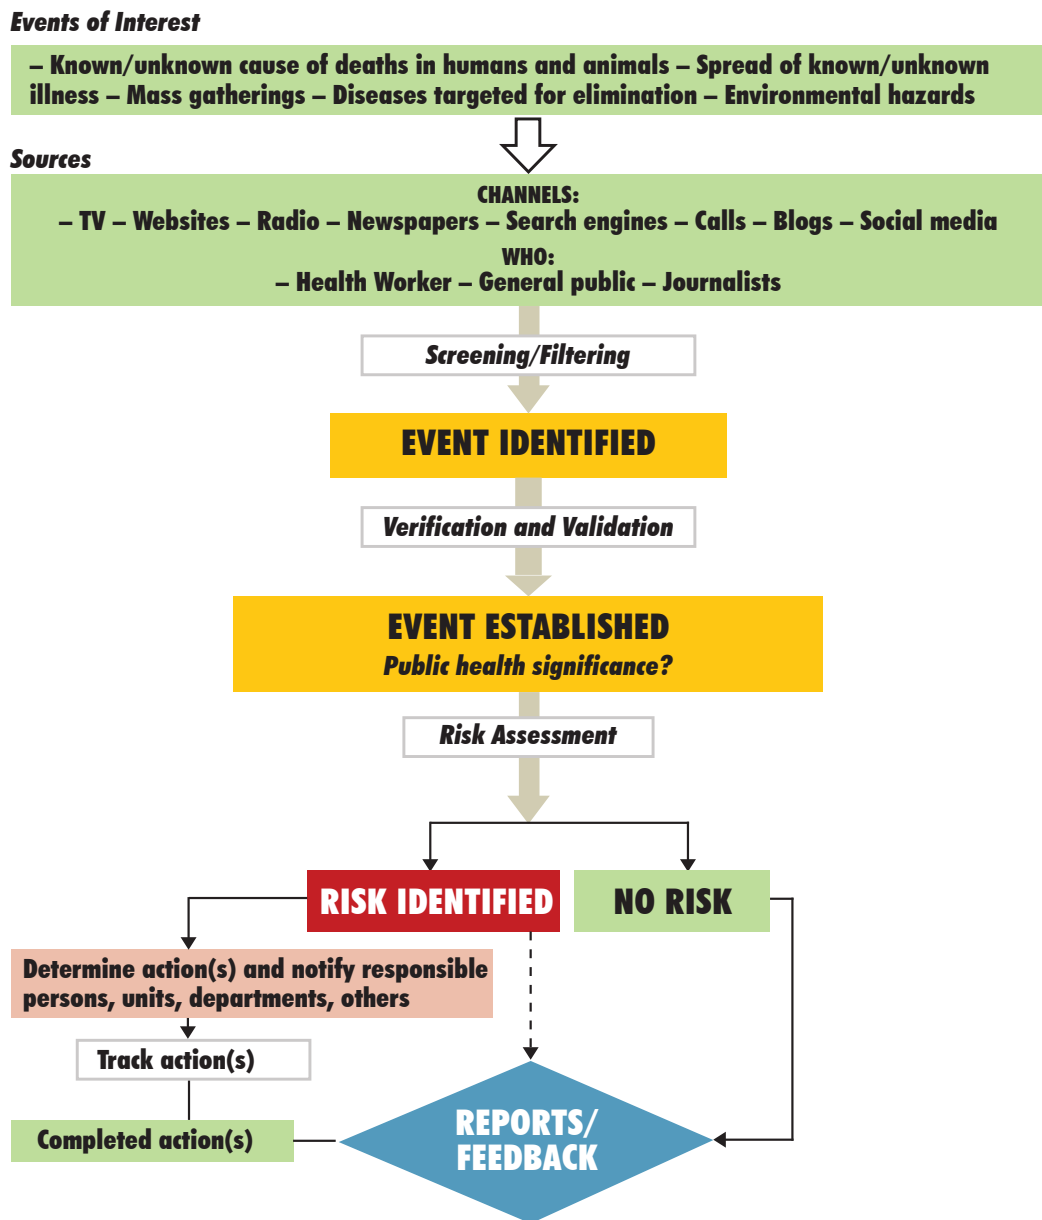 Events of Interest
– Known/unknown cause of deaths in humans and animals – Spread of known/unknown
illness – Mass gatherings – Diseases targeted for elimination – Environmental hazards
Sources
CHANNELS:
– TV – Websites – Radio – Newspapers – Search engines – Calls – Blogs – Social media
WHO:
– Health Worker – General public – Journalists
Screening/Filtering
EVENT IDENTIFIED
Verification and Validation
EVENT ESTABLISHED
Public health significance?
Risk Assessment
RISK IDENTIFIED
NO RISK
Determine action(s) and notify responsible
persons, units, departments, others
Track action(s)
Completed action(s)
REPORTS/
FEEDBACK